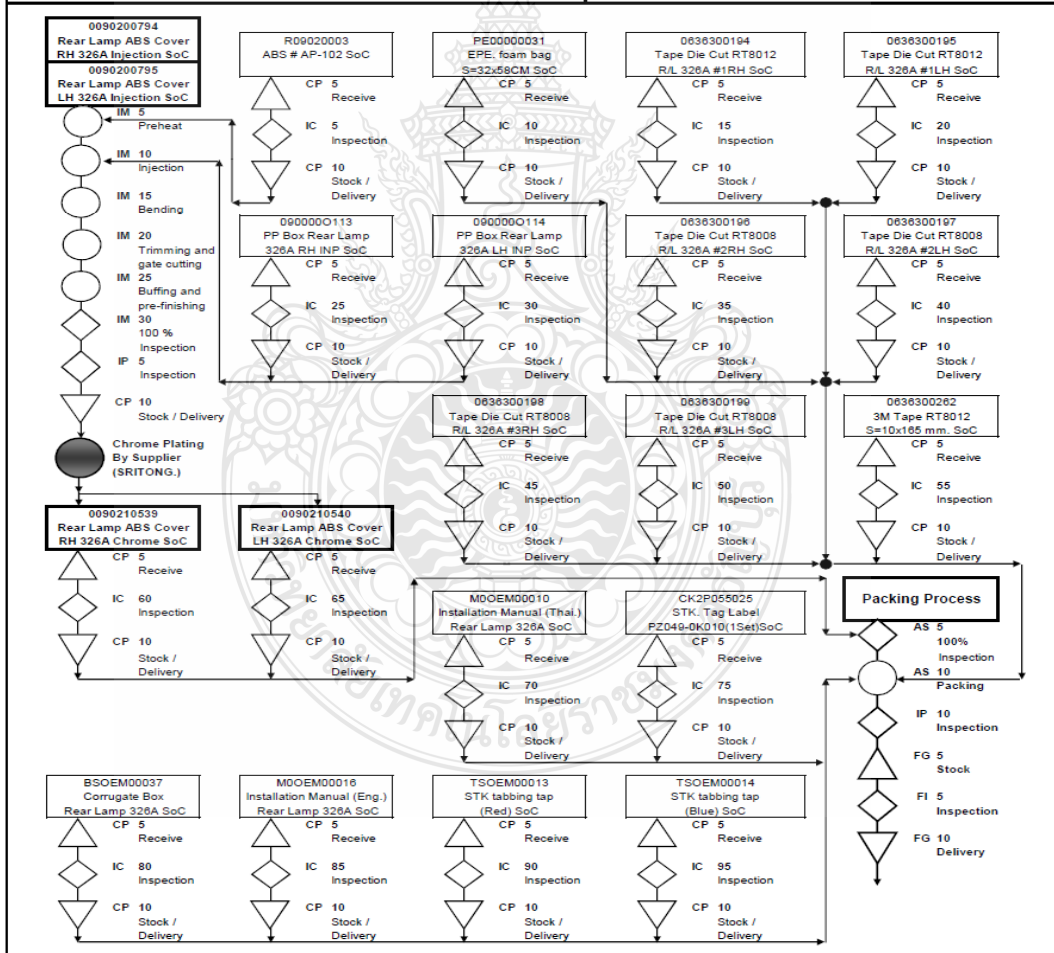 0090200794
Rear Lamp ABS Cover
RH 326A Injection SoC
0090200795
Rear Lamp ABS Cover
LH 326A Injection SoC
IM 5
Preheat
IM 10
Injection
IM 15
Bending
IM 20
Trimming and
gate cutting
IM 25
Buffing and
pre-finishing
IM 30
100 %
Inspection
IP 5
Inspection
CP 10
Stock / Delivery
Chrome Plating
By Supplier
(SRITONG.)
R09020003
ABS # AP-102 SoC
CP 5
Receive
IC 5
Inspection
CP 10
Stock /
Delivery
PE00000031
EPE. foam bag
S=32x58CM SoC
CP 5
Receive
IC 10
Inspection
CP 10
Stock /
Delivery
0636300194
Tape Die Cut RT8012
R/L 326A #1RH SoC
CP 5
Receive
IC 15
Inspection
CP 10
Stock /
Delivery
0636300195
Tape Die Cut RT8012
R/L 326A #1LH SoC
CP 5
Receive
IC 20
Inspection
CP 10
Stock /
Delivery
090000O113
PP Box Rear Lamp
326A RH INP SoC
CP 5
Receive
IC 25
Inspection
CP 10
Stock /
Delivery
090000O114
PP Box Rear Lamp
326A LH INP SoC
CP 5
Receive
IC 30
Inspection
CP 10
Stock /
Delivery
0636300196
Tape Die Cut RT8008
R/L 326A #2RH SoC
CP 5
Receive
IC 35
Inspection
CP 10
Stock /
Delivery
0636300197
Tape Die Cut RT8008
R/L 326A #2LH SoC
CP 5
Receive
IC 40
Inspection
CP 10
Stock /
Delivery
0636300198
Tape Die Cut RT8008
R/L 326A #3RH SoC
CP 5
Receive
IC 45
Inspection
CP 10
Stock /
Delivery
0636300199
Tape Die Cut RT8008
R/L 326A #3LH SoC
CP 5
Receive
IC 50
Inspection
CP 10
Stock /
Delivery
0636300262
3M Tape RT8012
S=10x165 mm. SoC
CP 5
Receive
IC 55
Inspection
CP 10
Stock /
Delivery
0090210539
Rear Lamp ABS Cover
RH 326A Chrome SoC
CP 5
Receive
IC 60
Inspection
CP 10
Stock /
Delivery
0090210540
Rear Lamp ABS Cover
LH 326A Chrome SoC
CP 5
Receive
IC 65
Inspection
CP 10
Stock /
Delivery
M0OEM00010
Installation Manual (Thai.)
Rear Lamp 326A SoC
CP 5
Receive
IC 70
Inspection
CP 10
Stock /
Delivery
CK2P055025
STK. Tag Label
PZ049-0K010(1Set)SoC
CP 5
Receive
IC 75
Inspection
CP 10
Stock /
Delivery
Packing Process
AS 5
100%
Inspection
AS 10
Packing
IP 10
Inspection
FG 5
Stock
FI 5
Inspection
FG 10
Delivery
BSOEM00037
Corrugate Box
Rear Lamp 326A SoC
CP 5
Receive
IC 80
Inspection
CP 10
Stock /
Delivery
M0OEM00016
Installation Manual (Eng.)
Rear Lamp 326A SoC
CP 5
Receive
IC 85
Inspection
CP 10
Stock /
Delivery
TSOEM00013
STK tabbing tap
(Red) SoC
CP 5
Receive
IC 90
Inspection
CP 10
Stock /
Delivery
TSOEM00014
STK tabbing tap
(Blue) SoC
CP 5
Receive
IC 95
Inspection
CP 10
Stock /
Delivery